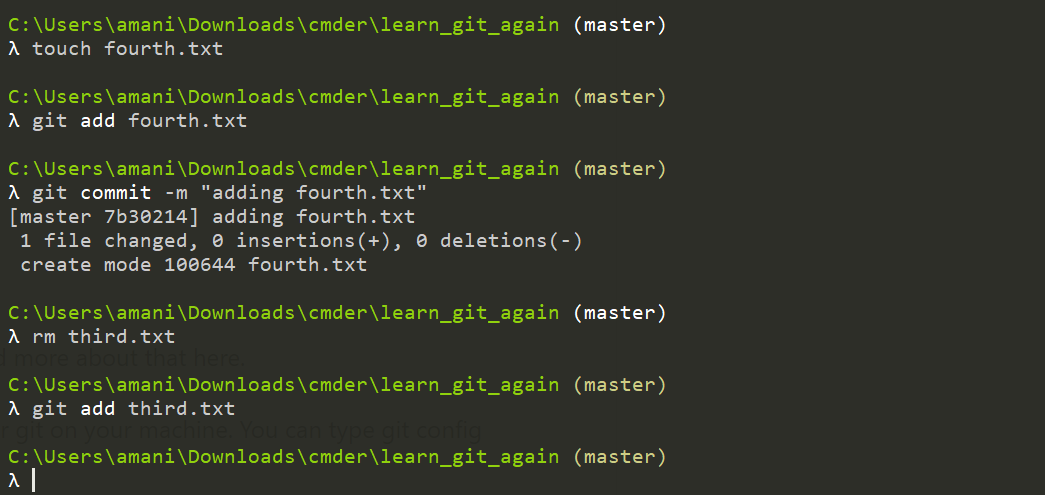 C:\Users\amani\Downloads\cmder\learn_git_again (master)
λ touch fourth.txt
C:\Users\amani\Downloads\cmder\learn_git_again (master)
λ git add fourth.txt
C:\Users\amani\Downloads\cmder\learn_git_again (master)
λ git commit -m "adding fourth.txt"
[master 7b30214] adding fourth.txt
 1 file changed, 0 insertions(+), 0 deletions(-)
 create mode 100644 fourth.txt
C:\Users\amani\Downloads\cmder\learn_git_again (master)
λ rm third.txt
more about that here.
C:\Users\amani\Downloads\cmder\learn_git_again (master)
λ git add third.txt
git on your machine. You can type git config
C:\Users\amani\Downloads\cmder\learn_git_again (master)
λ